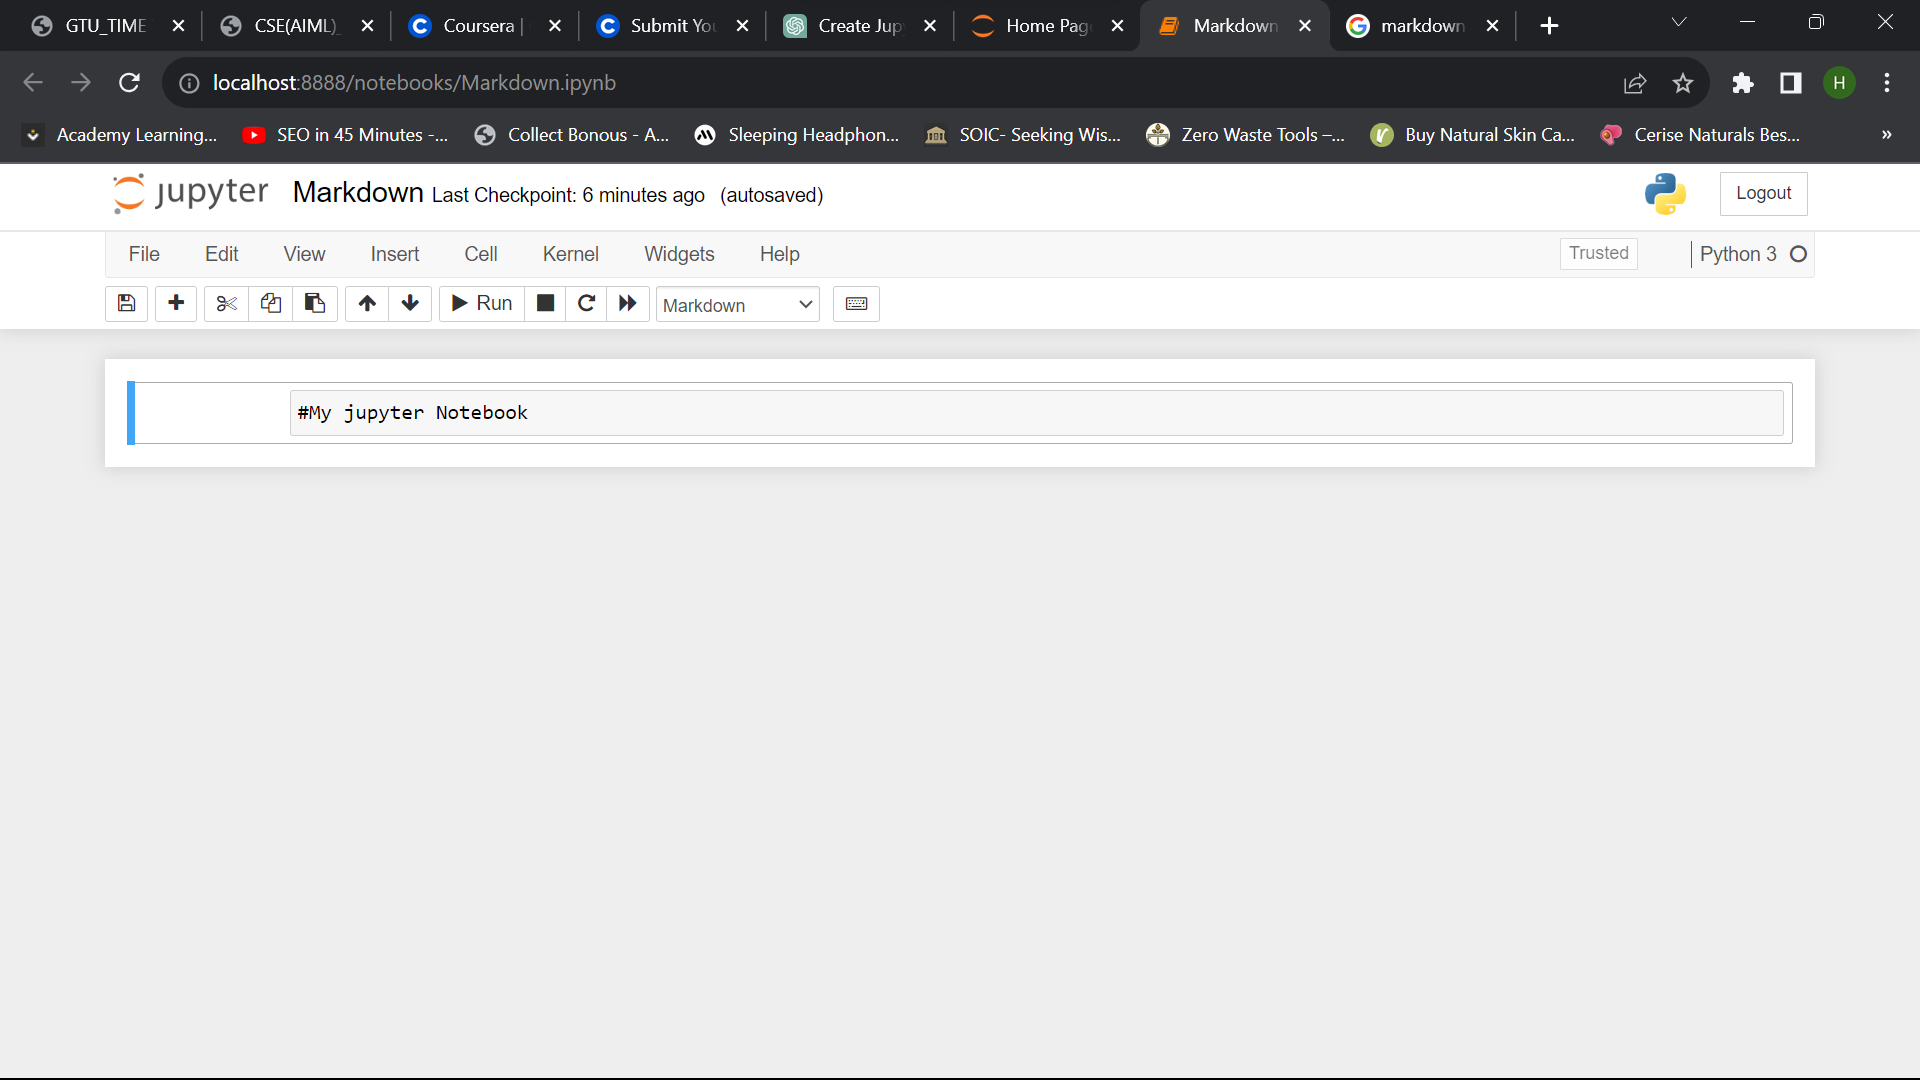 GTU_TIME CSE(AIML)_ Coursera | Submit You Create Jup Home Page Markdown markdown
localhost:8888/notebooks/Markdown.ipynb H
Academy Learning... SEO in 45 Minutes -... Collect Bonous - A... Sleeping Headphon... SOIC- Seeking Wis... Zero Waste Tools –... Buy Natural Skin Ca... Cerise Naturals Bes... »
jupyter Markdown Last Checkpoint: 6 minutes ago (autosaved) Logout
File Edit View Insert Cell Kernel Widgets Help Trusted Python 3
Run Markdown
#My jupyter Notebook